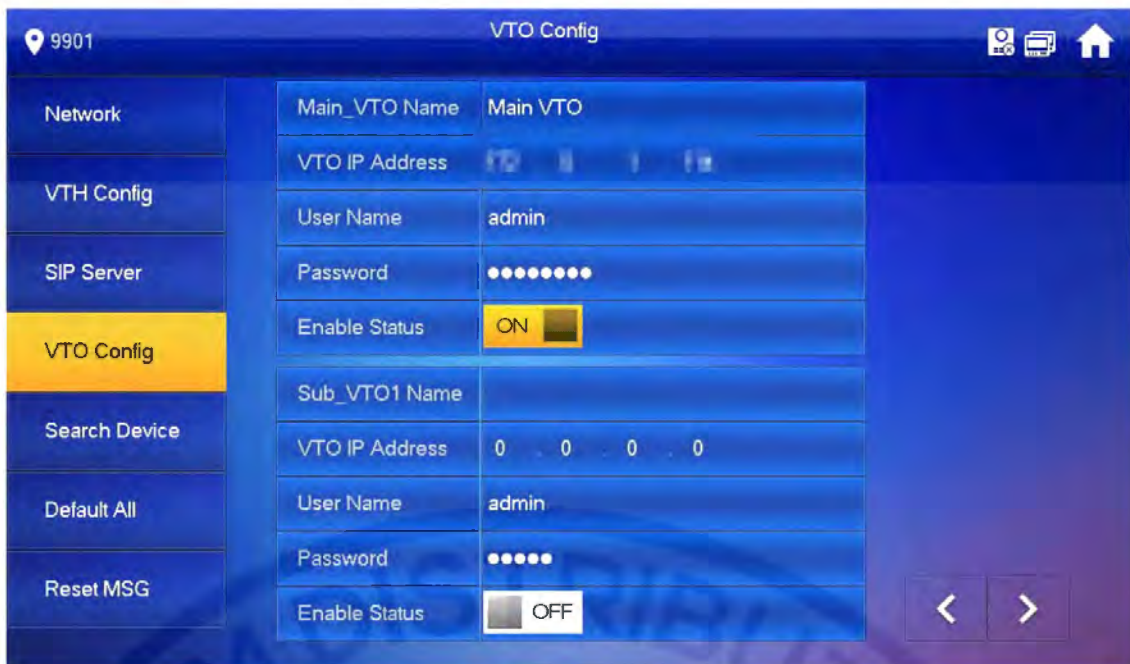 9901
VTO Config
Network
VTH Config
SIP Server
VTO Config
Search Device
Default All
Reset MSG
Main_VTO Name Main VTO
VTO IP Address
User Name admin
Password ••••••••
Enable Status ON
Sub_VTO1 Name
VTO IP Address 0 . 0 . 0 . 0
User Name admin
Password •••••
Enable Status OFF